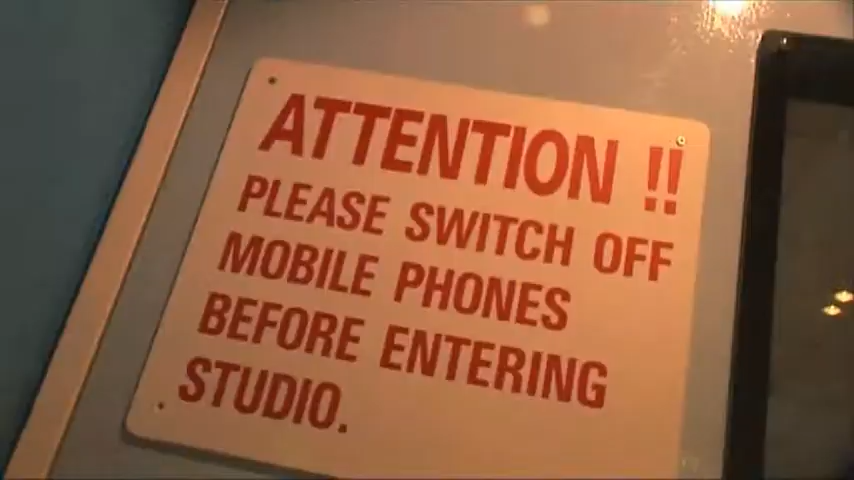 ATTENTION !!
PLEASE SWITCH OFF
MOBILE PHONES
BEFORE ENTERING
STUDIO.